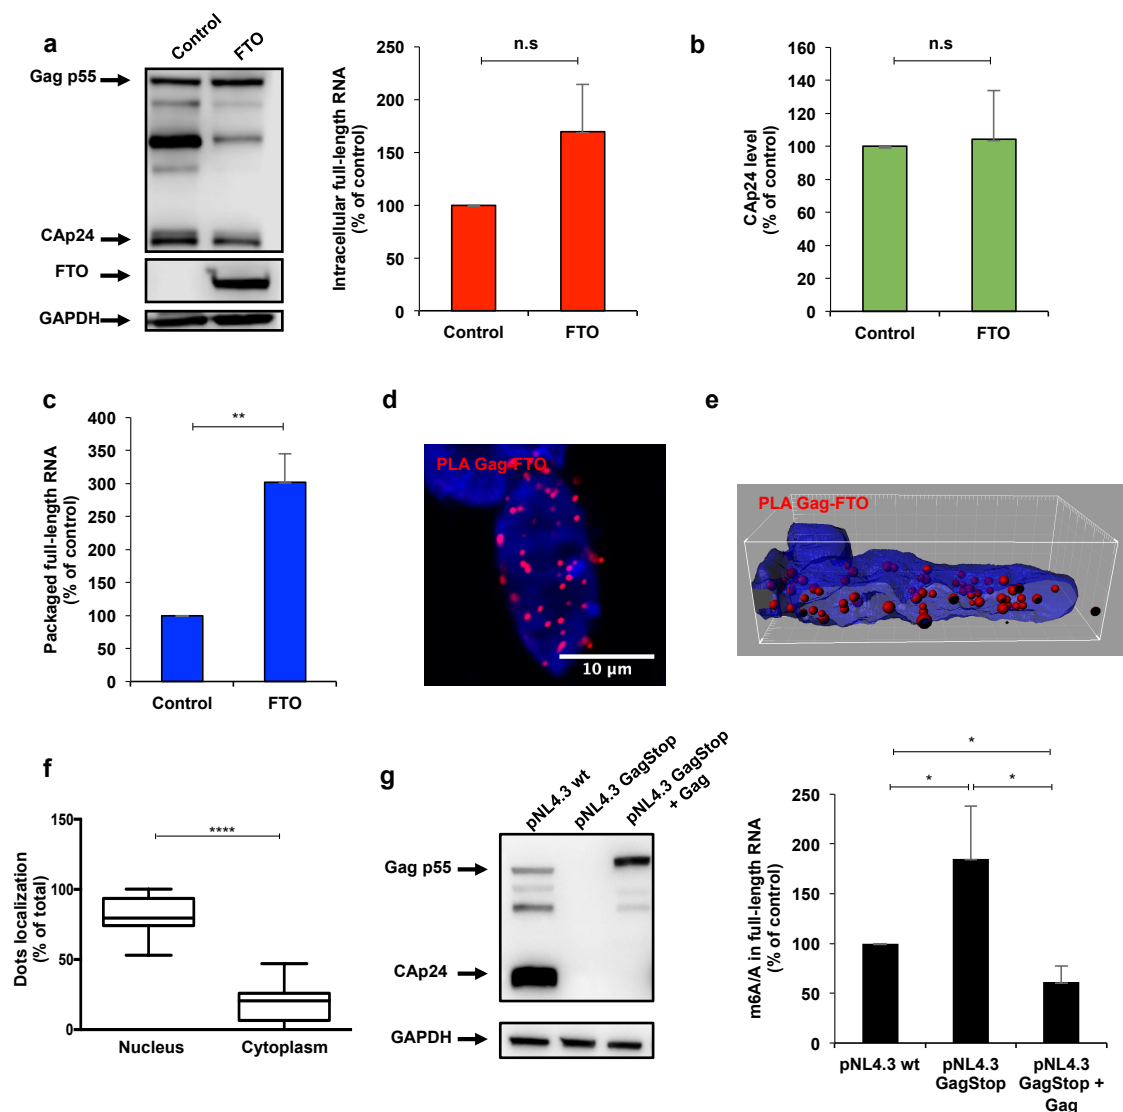 a
Control
FTO
Gag p55
CAp24
FTO
GAPDH
n.s
Intracellular full-length RNA
(% of control)
250
200
150
100
50
0
Control
FTO
b
n.s
CAp24 level
(% of control)
160
140
120
100
80
60
40
20
0
Control
FTO
c
**
Packaged full-length RNA
(% of control)
400
350
300
250
200
150
100
50
0
Control
FTO
d
PLA Gag-FTO
10 µm
e
PLA Gag-FTO
f
****
Dots localization
(% of total)
150
100
50
0
Nucleus
Cytoplasm
g
pNL4.3 wt
pNL4.3 GagStop
pNL4.3 GagStop
+ Gag
Gag p55
CAp24
GAPDH
*
*
*
m6A/A in full-length RNA
(% of control)
250
200
150
100
50
0
pNL4.3 wt
pNL4.3
GagStop
pNL4.3
GagStop +
Gag